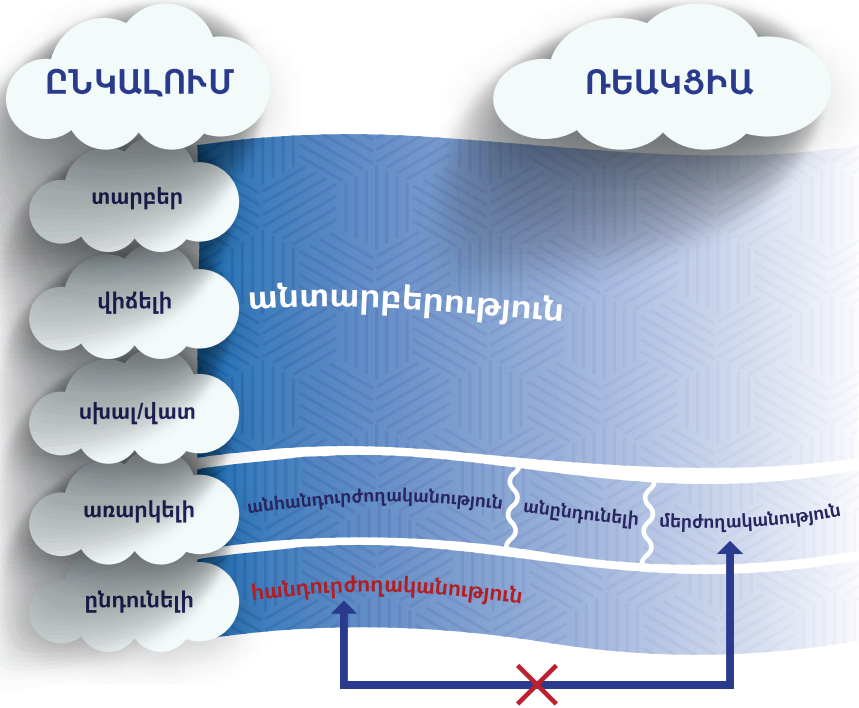 ԸՆԿԱԼՈՒՄ
ՌԵԱԿՑԻԱ
տարբեր
վիճելի
անտարբերություն
սխալ/վատ
առարկելի
անհանդուրժողականություն
անընդունելի
մերժողականություն
ընդունելի
հանդուրժողականություն